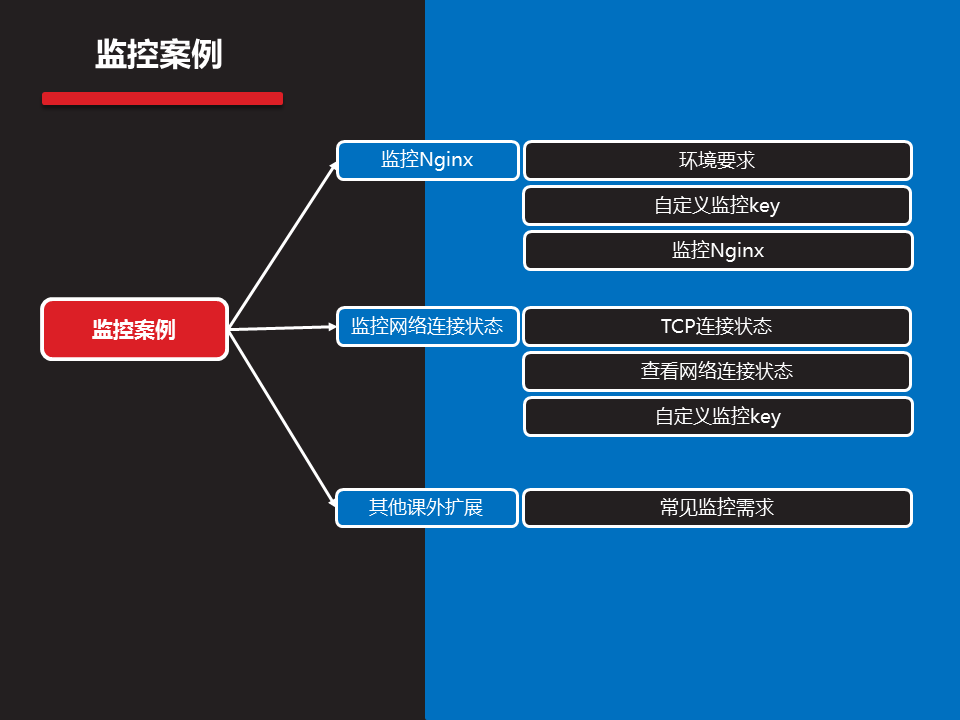 监控案例
监控案例
监控Nginx
环境要求
自定义监控key
监控Nginx
监控网络连接状态
TCP连接状态
查看网络连接状态
自定义监控key
其他课外扩展
常见监控需求